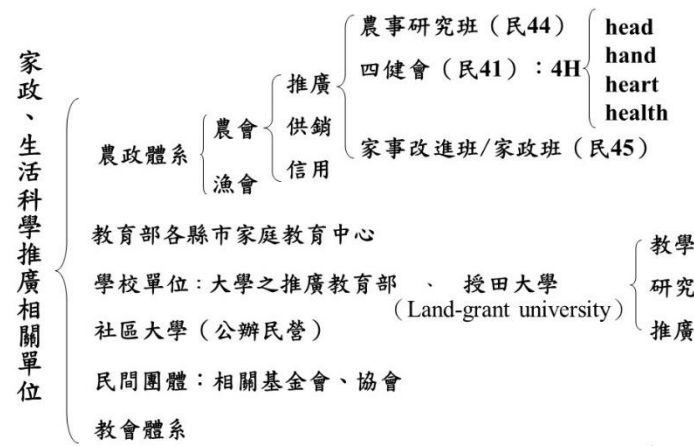 家政、生活科學推廣相關單位
農政體系
農會
推廣
農事研究班（民44）
四健會（民41）：4H
head
hand
heart
health
家事改進班/家政班（民45）
供銷
信用
漁會
教育部各縣市家庭教育中心
學校單位：大學之推廣教育部、授田大學
（Land-grant university）
教學
研究
推廣
社區大學（公辦民營）
民間團體：相關基金會、協會
教會體系